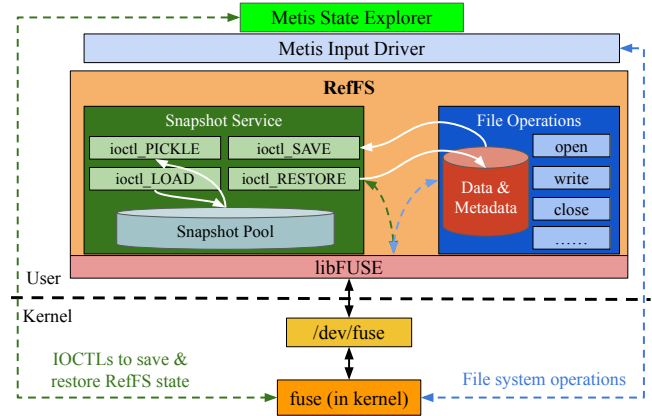 Metis State Explorer
Metis Input Driver
RefFS
Snapshot Service
ioctl_PICKLE
ioctl_SAVE
ioctl_LOAD
ioctl_RESTORE
Snapshot Pool
File Operations
Data &
Metadata
open
write
close
......
libFUSE
User
Kernel
/dev/fuse
IOCTLs to save &
restore RefFS state
File system operations
fuse (in kernel)